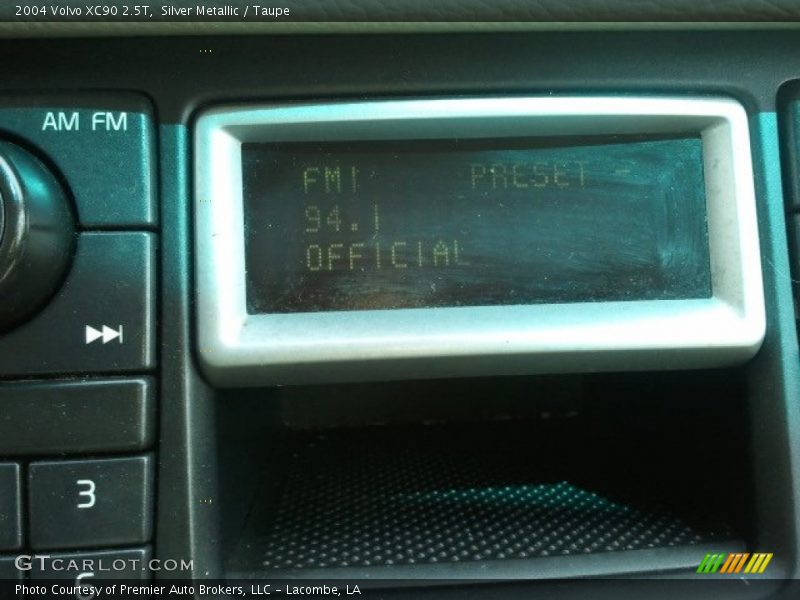 2004 Volvo XC90 2.5T, Silver Metallic / Taupe
AM FM
FM1 PRESET -
94.1
OFFICIAL
3
6
GTCARLOT.COM
Photo Courtesy of Premier Auto Brokers, LLC - Lacombe, LA